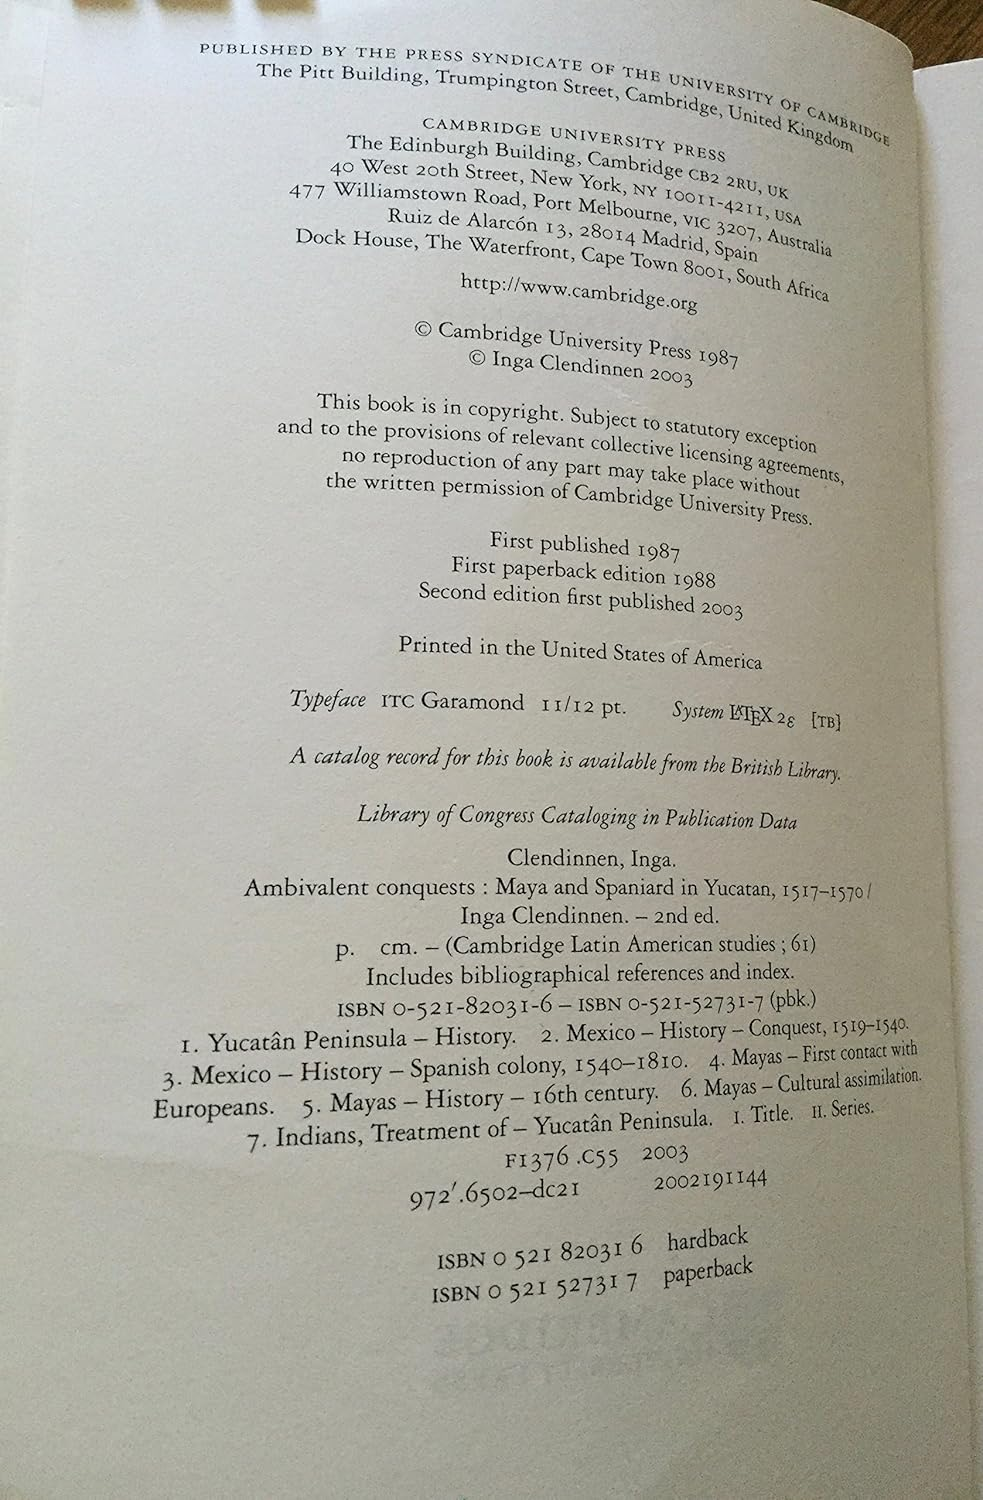 PUBLISHED BY THE PRESS SYNDICATE OF THE UNIVERSITY OF CAMBRIDGE
The Pitt Building, Trumpington Street, Cambridge, United Kingdom
CAMBRIDGE UNIVERSITY PRESS
The Edinburgh Building, Cambridge CB2 2RU, UK
40 West 20th Street, New York, NY 10011-4211, USA
477 Williamstown Road, Port Melbourne, VIC 3207, Australia
Ruiz de Alarcón 13, 28014 Madrid, Spain
Dock House, The Waterfront, Cape Town 8001, South Africa
http://www.cambridge.org
© Cambridge University Press 1987
© Inga Clendinnen 2003
This book is in copyright. Subject to statutory exception
and to the provisions of relevant collective licensing agreements,
no reproduction of any part may take place without
the written permission of Cambridge University Press.
First published 1987
First paperback edition 1988
Second edition first published 2003
Printed in the United States of America
Typeface ITC Garamond 11/12 pt. System LATEX 2ε [TB]
A catalog record for this book is available from the British Library.
Library of Congress Cataloging in Publication Data
Clendinnen, Inga.
Ambivalent conquests : Maya and Spaniard in Yucatan, 1517–1570 /
Inga Clendinnen. – 2nd ed.
p. cm. – (Cambridge Latin American studies ; 61)
Includes bibliographical references and index.
ISBN 0-521-82031-6 – ISBN 0-521-52731-7 (pbk.)
1. Yucatân Peninsula – History. 2. Mexico – History – Conquest, 1519–1540.
3. Mexico – History – Spanish colony, 1540–1810. 4. Mayas – First contact with
Europeans. 5. Mayas – History – 16th century. 6. Mayas – Cultural assimilation.
7. Indians, Treatment of – Yucatân Peninsula. I. Title. II. Series.
F1376 .C55 2003
972′.6502–dc21 2002191144
ISBN 0 521 82031 6 hardback
ISBN 0 521 52731 7 paperback